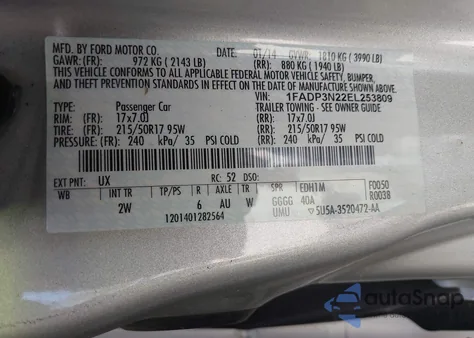 MFD. BY FORD MOTOR CO.
DATE: 01/14 GVWR: 1810 KG (3990 LB)
GAWR: (FR) 972 KG (2143 LB) (RR): 880 KG (1940 LB)
THIS VEHICLE CONFORMS TO ALL APPLICABLE FEDERAL MOTOR VEHICLE SAFETY, BUMPER,
AND THEFT PREVENTION STANDARDS IN EFFECT ON THE DATE OF MANUFACTURE SHOWN ABOVE.
VIN: 1FADP3N22EL253809
TYPE: Passenger Car SEE OWNER GUIDE/INFO
RIM: (FR) 17x7.0J (RR): 17x7.0J
TIRE: (FR) 215/50R17 95W (RR): 215/50R17 95W
PRESSURE: (FR) 240 kPa/ 35 PSI COLD (RR): 240 kPa/ 35 PSI COLD
EXT PNT: UX RC: 52 DSO:
WB INT TR TP/PS R AXLE TR SPR EDH1M F0050
2W 6 AU W GGGG 40A R0038
1201401282564 UMU 5U5A-3520472-AA
autoSnap